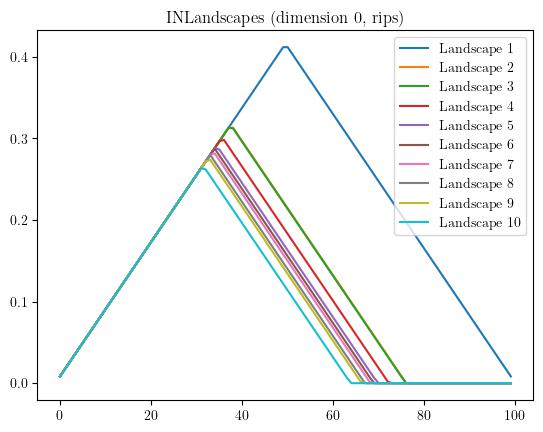 INLandscapes (dimension 0, rips)
Landscape 1
Landscape 2
Landscape 3
Landscape 4
Landscape 5
Landscape 6
Landscape 7
Landscape 8
Landscape 9
Landscape 10
0.4
0.3
0.2
0.1
0.0
0 20 40 60 80 100